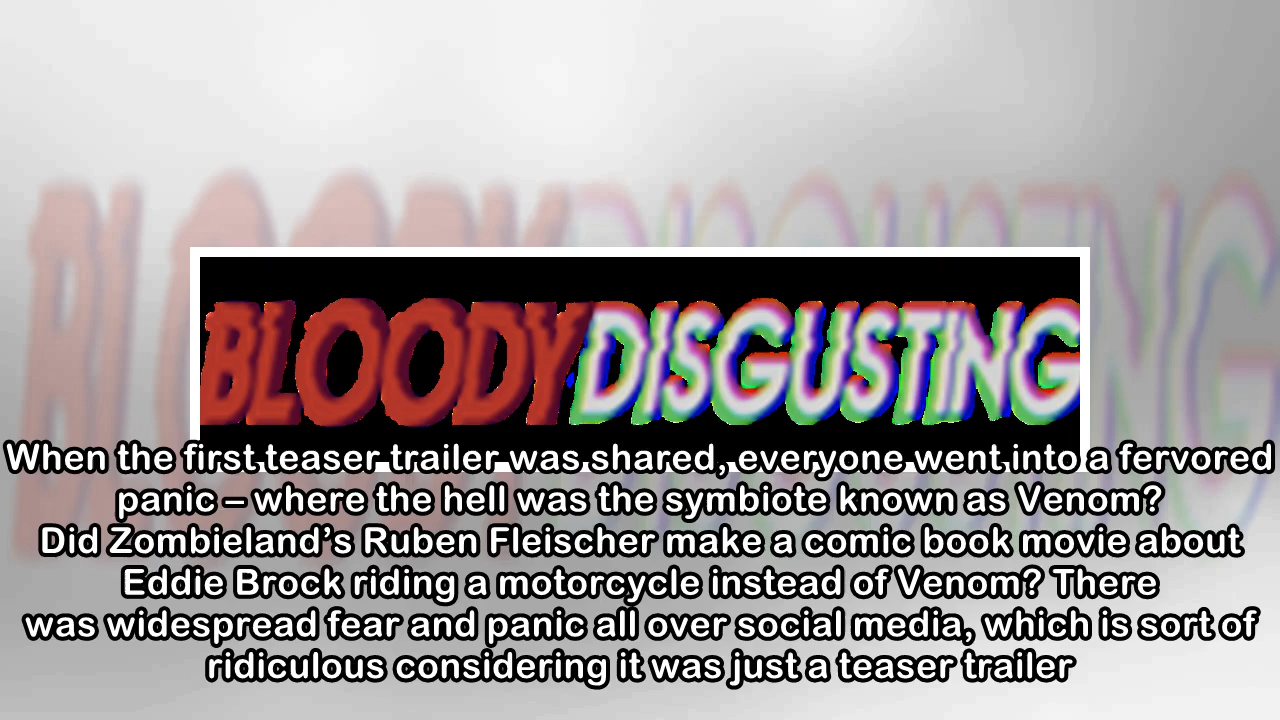 BLOODYDISGUSTING
When the first teaser trailer was shared, everyone went into a fervored
panic – where the hell was the symbiote known as Venom?
Did Zombieland’s Ruben Fleischer make a comic book movie about
Eddie Brock riding a motorcycle instead of Venom? There
was widespread fear and panic all over social media, which is sort of
ridiculous considering it was just a teaser trailer